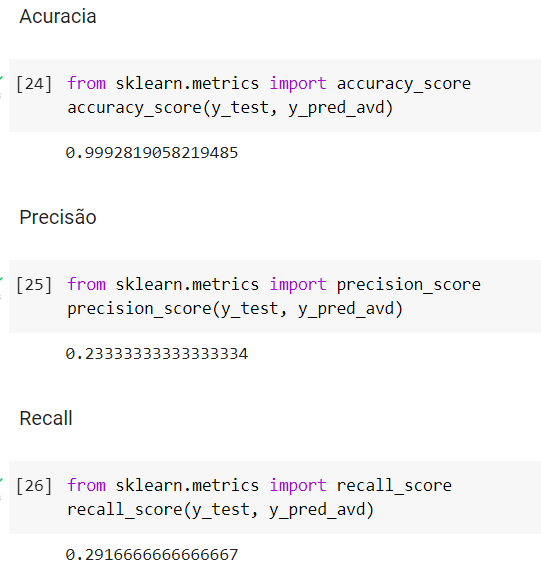 Acuracia
[24] from sklearn.metrics import accuracy_score
accuracy_score(y_test, y_pred_avd)
0.9992819058219485
Precisão
[25] from sklearn.metrics import precision_score
precision_score(y_test, y_pred_avd)
0.23333333333333334
Recall
[26] from sklearn.metrics import recall_score
recall_score(y_test, y_pred_avd)
0.2916666666666667